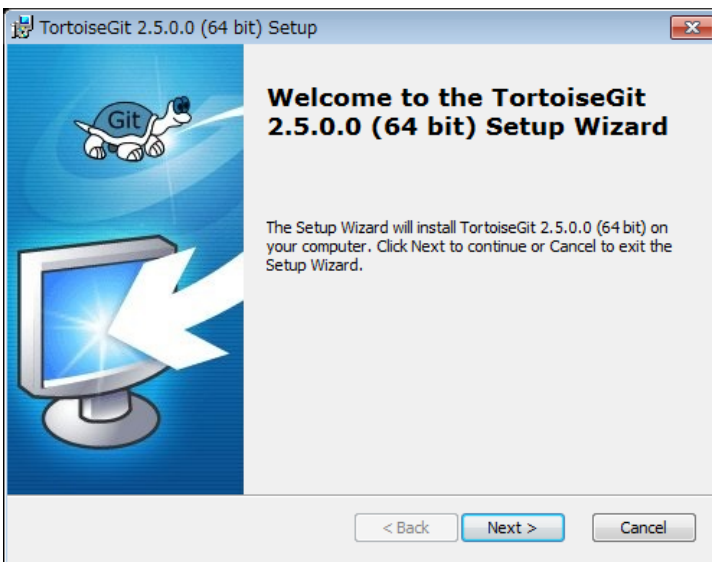 TortoiseGit 2.5.0.0 (64 bit) Setup
Git
Welcome to the TortoiseGit
2.5.0.0 (64 bit) Setup Wizard
The Setup Wizard will install TortoiseGit 2.5.0.0 (64 bit) on
your computer. Click Next to continue or Cancel to exit the
Setup Wizard.
< Back
Next >
Cancel